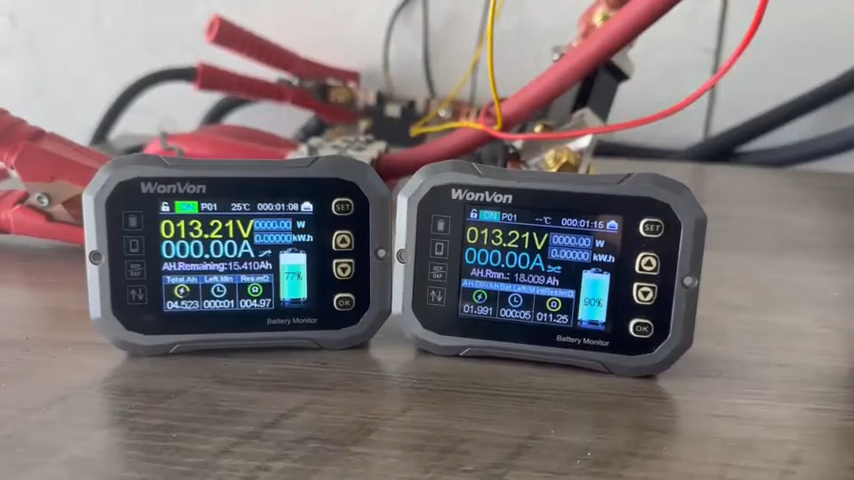 WonVon
ON P01 25℃ 000:01:08
013.21V 0000.00 W
000.00A 0.00000 kW.h
AH.Remaining:15.410Ah
77%
Total.Ah Left.Min Res.mΩ
04.523 000:01 004.97
SET
OK
Battery Monitor
WonVon
ON P01 --℃ 000:01:15
013.21V 0000.00 W
000.00A 0.00000 kW.h
AH.Rmn.: 18.009Ah
90%
01.991 000:05 011.25
SET
OK
Battery Monitor